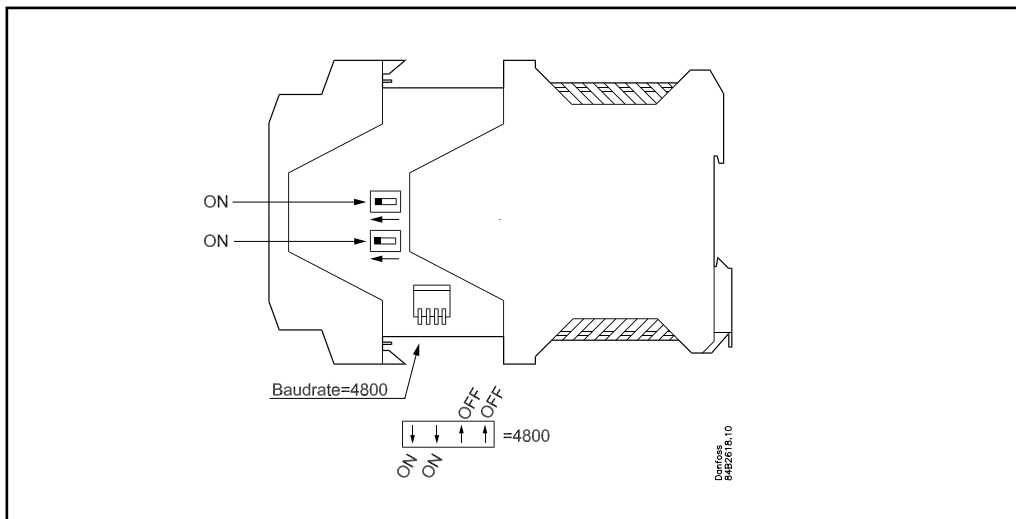 ON
ON
Baudrate=4800
OFF
OFF
=4800
ON
ON
Danfoss
84B2618.10